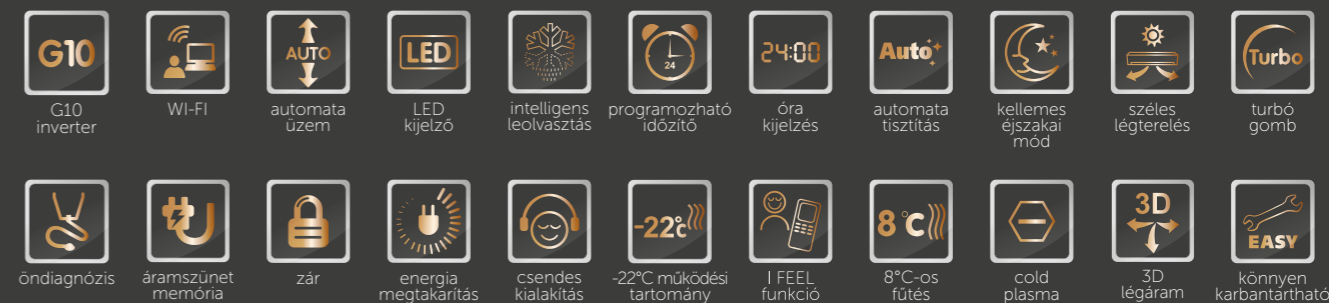 G10
AUTO
LED
24
24:00
Auto
Turbo
G10
inverter
WI-FI
automata
üzem
LED
kijelző
intelligens
leolvasztás
programozható
időzítő
óra
kijelzés
automata
tisztítás
kellemes
éjszakai
mód
széles
légterelés
turbó
gomb
-22°c
8°C
3D
EASY
öndiagnózis
áramszünet
memória
zár
energia
megtakarítás
csendes
kialakítás
-22°C működési
tartomány
I FEEL
funkció
8°C-os
fűtés
cold
plasma
3D
légáram
könnyen
karbantartható